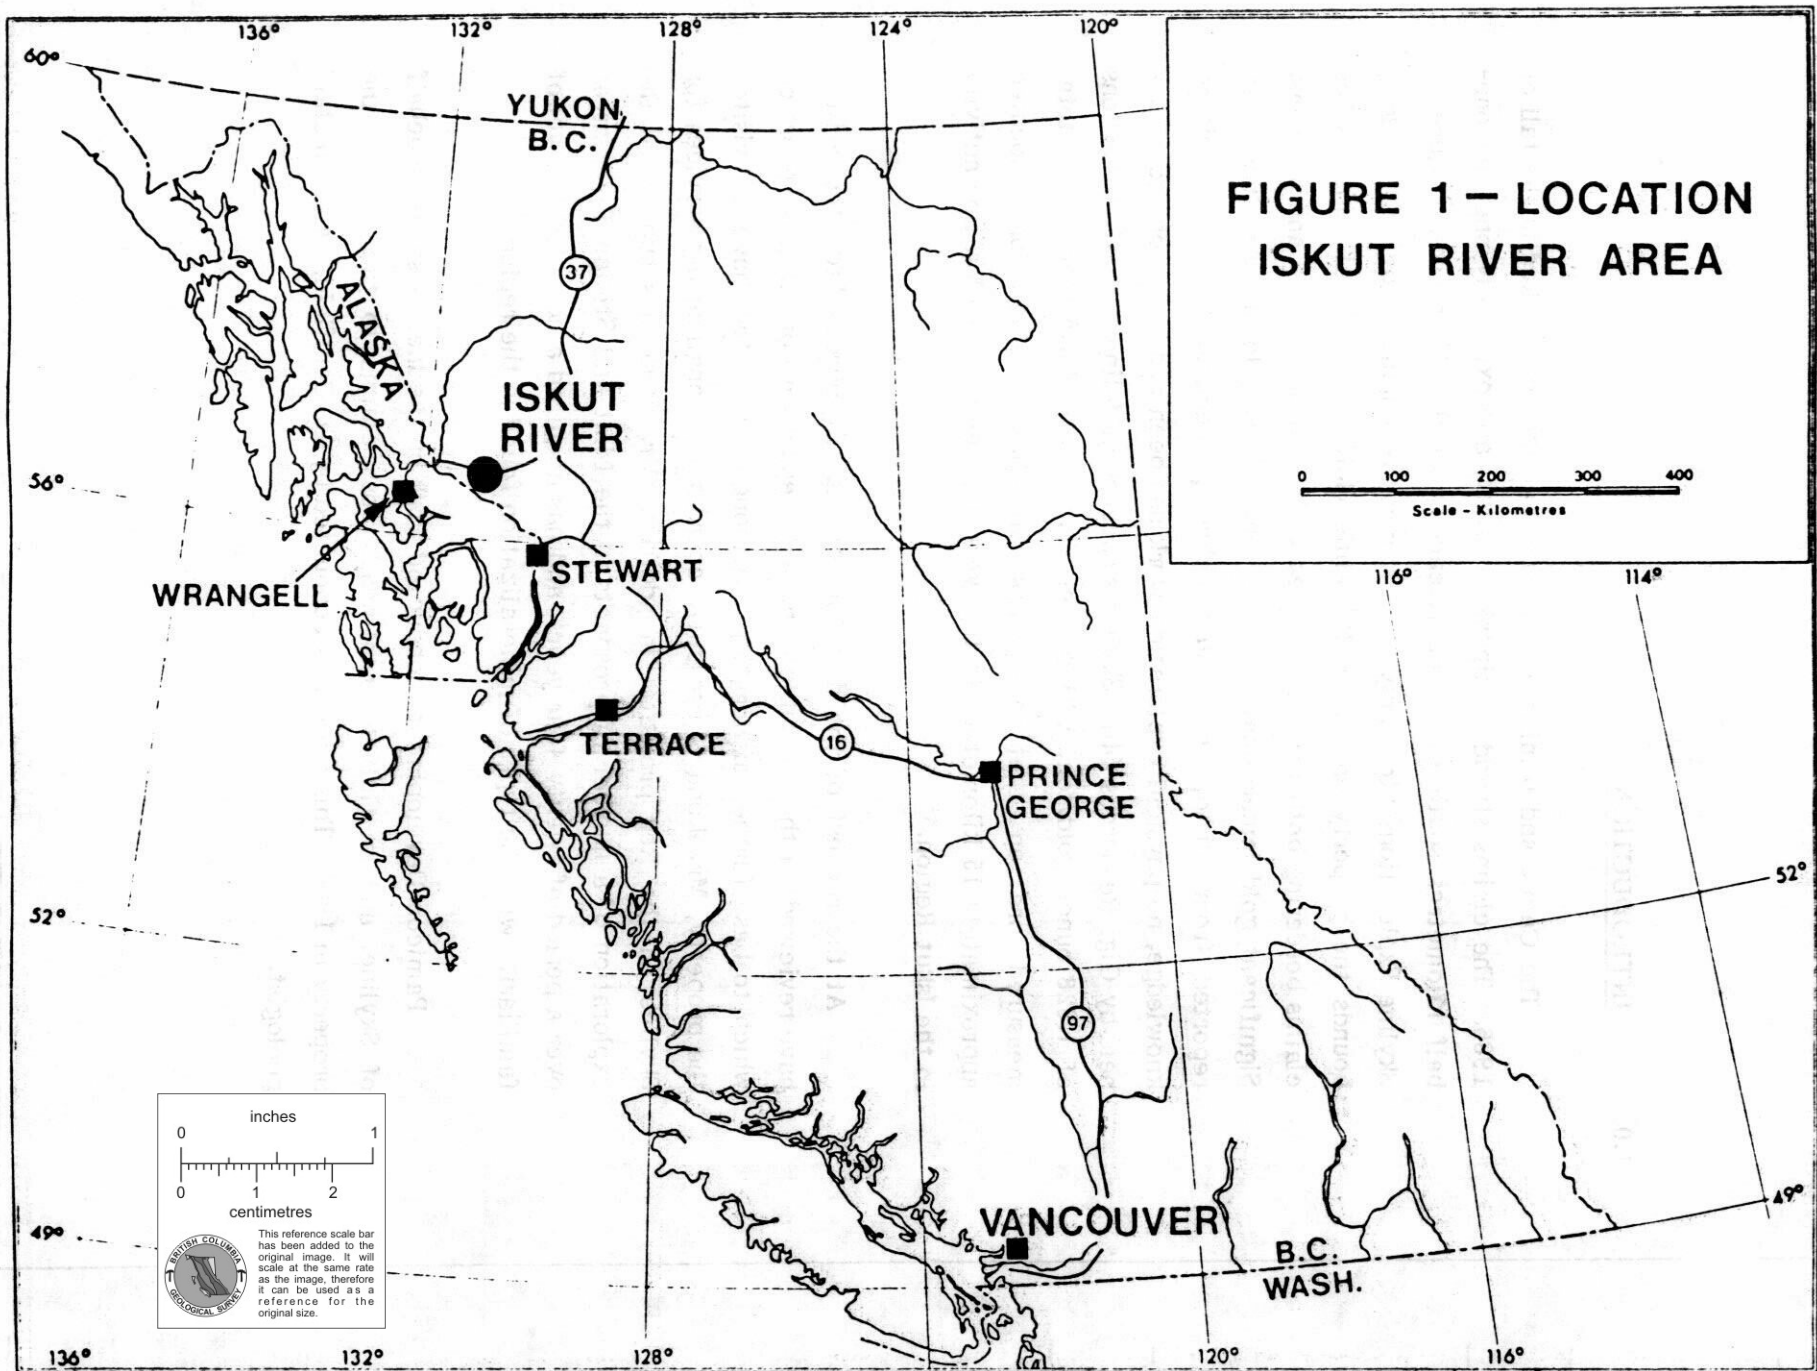 136°
132°
128°
124°
120°
60°
YUKON
B.C.
FIGURE 1 — LOCATION
ISKUT RIVER AREA
37
ALASKA
ISKUT
RIVER
0 100 200 300 400
Scale - Kilometres
56°
WRANGELL
STEWART
116°
114°
TERRACE
16
PRINCE
GEORGE
52°
52°
97
inches
0 1
0 1 2
centimetres
This reference scale bar
has been added to the
original image. It will
scale at the same rate
as the image, therefore
it can be used as a
reference for the
original size.
BRITISH COLUMBIA
GEOLOGICAL SURVEY
VANCOUVER
49°
49°
B.C.
WASH.
136°
132°
128°
120°
116°